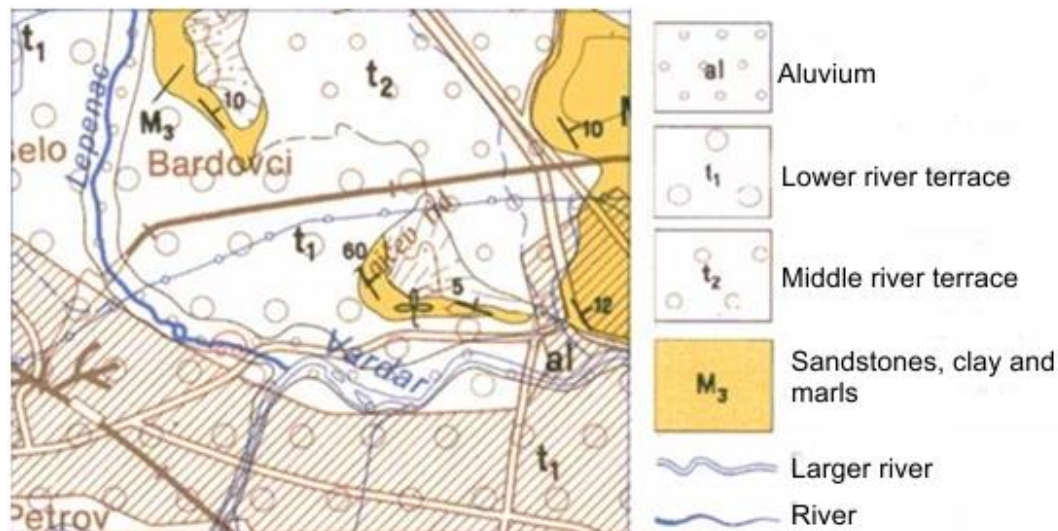 t₁
Lepenac
10
M₃
t₂
10
Selo
Bardovci
t₁
60
5
12
Vardar
al
t₁
Petrov
al
Aluvium
t₁
Lower river terrace
t₂
Middle river terrace
M₃
Sandstones, clay and
marls
Larger river
River